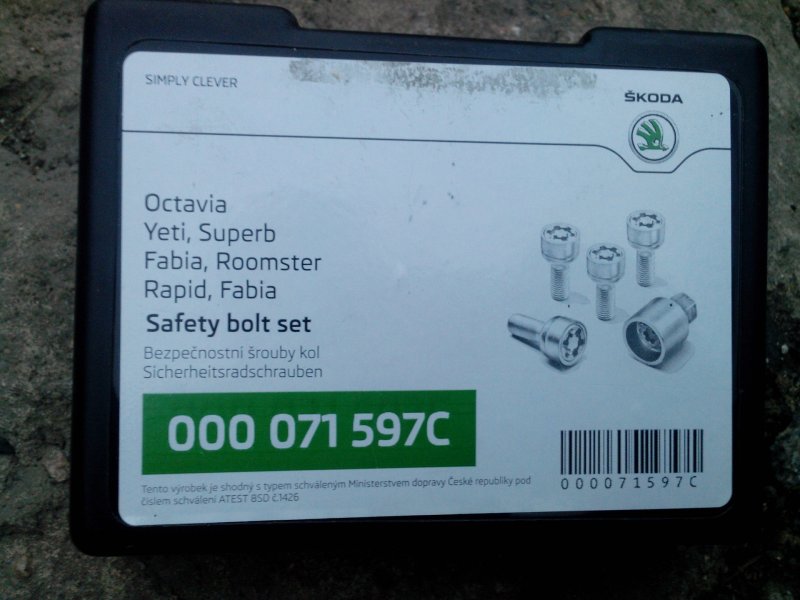 SIMPLY CLEVER
ŠKODA
Octavia
Yeti, Superb
Fabia, Roomster
Rapid, Fabia
Safety bolt set
Bezpečnostní šrouby kol
Sicherheitsradschrauben
000 071 597C
Tento výrobek je shodný s typem schváleným Ministerstvem dopravy České republiky pod
číslem schválení ATEST 8SD č.1426
000071597C